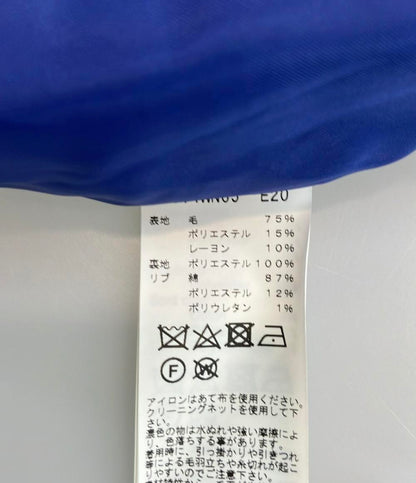 E20
表地 毛 75%
ポリエステル 15%
レーヨン 10%
裏地 ポリエステル 100%
リブ 綿 87%
ポリエステル 12%
ポリウレタン 1%
F W
アイロンはあて布を使用ください。
クリーニングネットを使用して下
さい。
濃色の物は水ぬれや強い摩擦によ
り、色落ちする事があります。
着用時に、引っ掛かりや引きつれ
等による毛羽立ちや糸切れが起こ
りやすいのでご注意下さい。